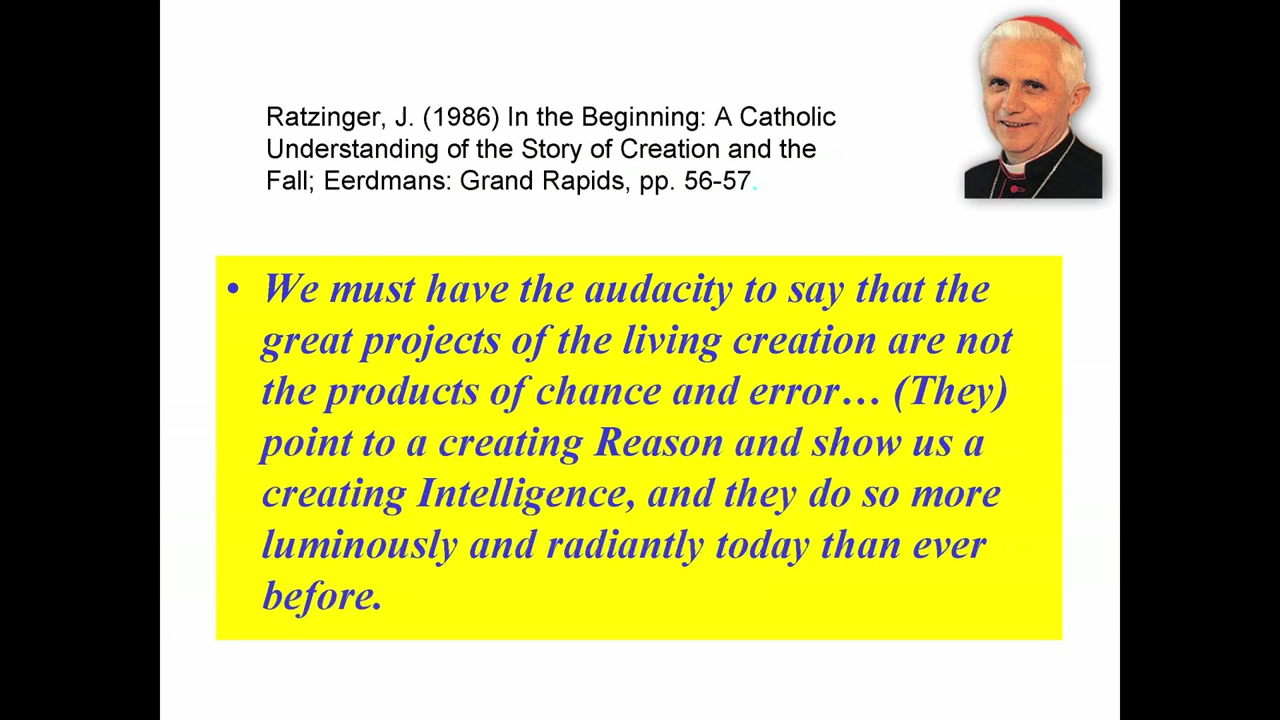 Ratzinger, J. (1986) In the Beginning: A Catholic
Understanding of the Story of Creation and the
Fall; Eerdmans: Grand Rapids, pp. 56-57.
• We must have the audacity to say that the
great projects of the living creation are not
the products of chance and error… (They)
point to a creating Reason and show us a
creating Intelligence, and they do so more
luminously and radiantly today than ever
before.